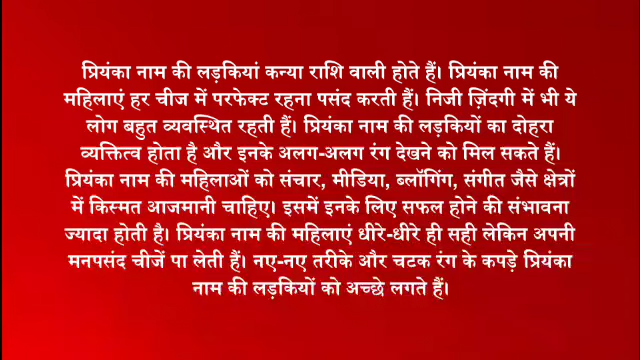 प्रियंका नाम की लड़कियां कन्या राशि वाली होते हैं। प्रियंका नाम की
महिलाएं हर चीज में परफेक्ट रहना पसंद करती हैं। निजी ज़िंदगी में भी ये
लोग बहुत व्यवस्थित रहती हैं। प्रियंका नाम की लड़कियों का दोहरा
व्यक्तित्व होता है और इनके अलग-अलग रंग देखने को मिल सकते हैं।
प्रियंका नाम की महिलाओं को संचार, मीडिया, ब्लॉगिंग, संगीत जैसे क्षेत्रों
में किस्मत आजमानी चाहिए। इसमें इनके लिए सफल होने की संभावना
ज्यादा होती है। प्रियंका नाम की महिलाएं धीरे-धीरे ही सही लेकिन अपनी
मनपसंद चीजें पा लेती हैं। नए-नए तरीके और चटक रंग के कपड़े प्रियंका
नाम की लड़कियों को अच्छे लगते हैं।